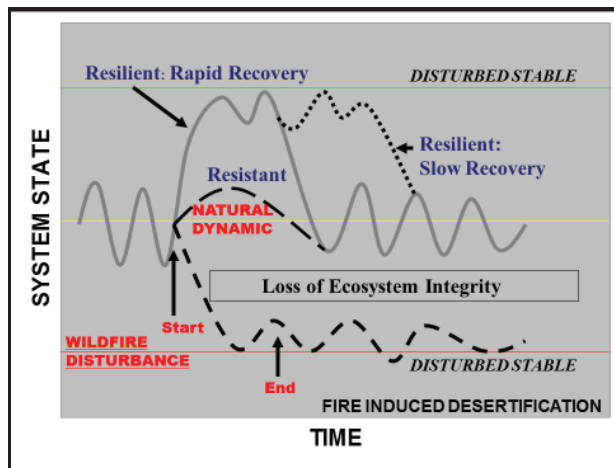 Resilient: Rapid Recovery
DISTURBED STABLE
Resilient:
Slow Recovery
Resistant
NATURAL
DYNAMIC
SYSTEM STATE
Loss of Ecosystem Integrity
Start
WILDFIRE
DISTURBANCE
End
DISTURBED STABLE
FIRE INDUCED DESERTIFICATION
TIME